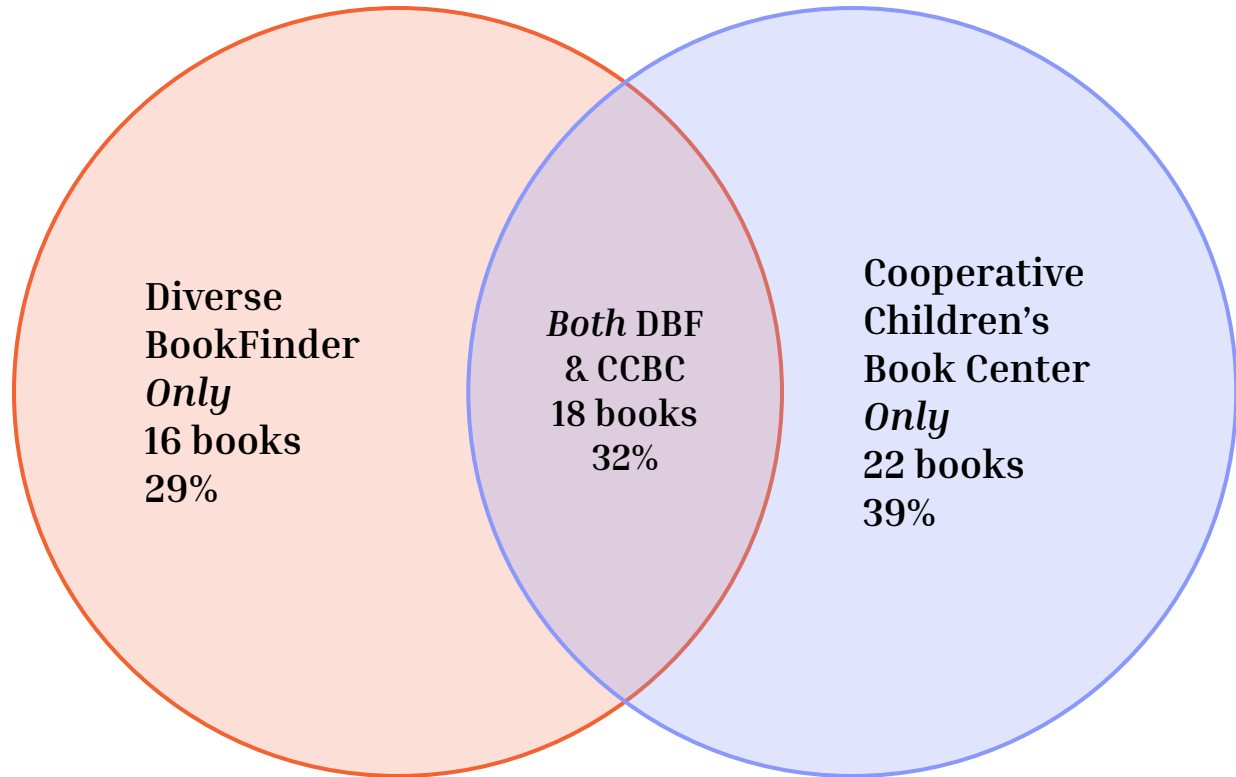 Diverse
BookFinder
Only
16 books
29%
Both DBF
& CCBC
18 books
32%
Cooperative
Children’s
Book Center
Only
22 books
39%